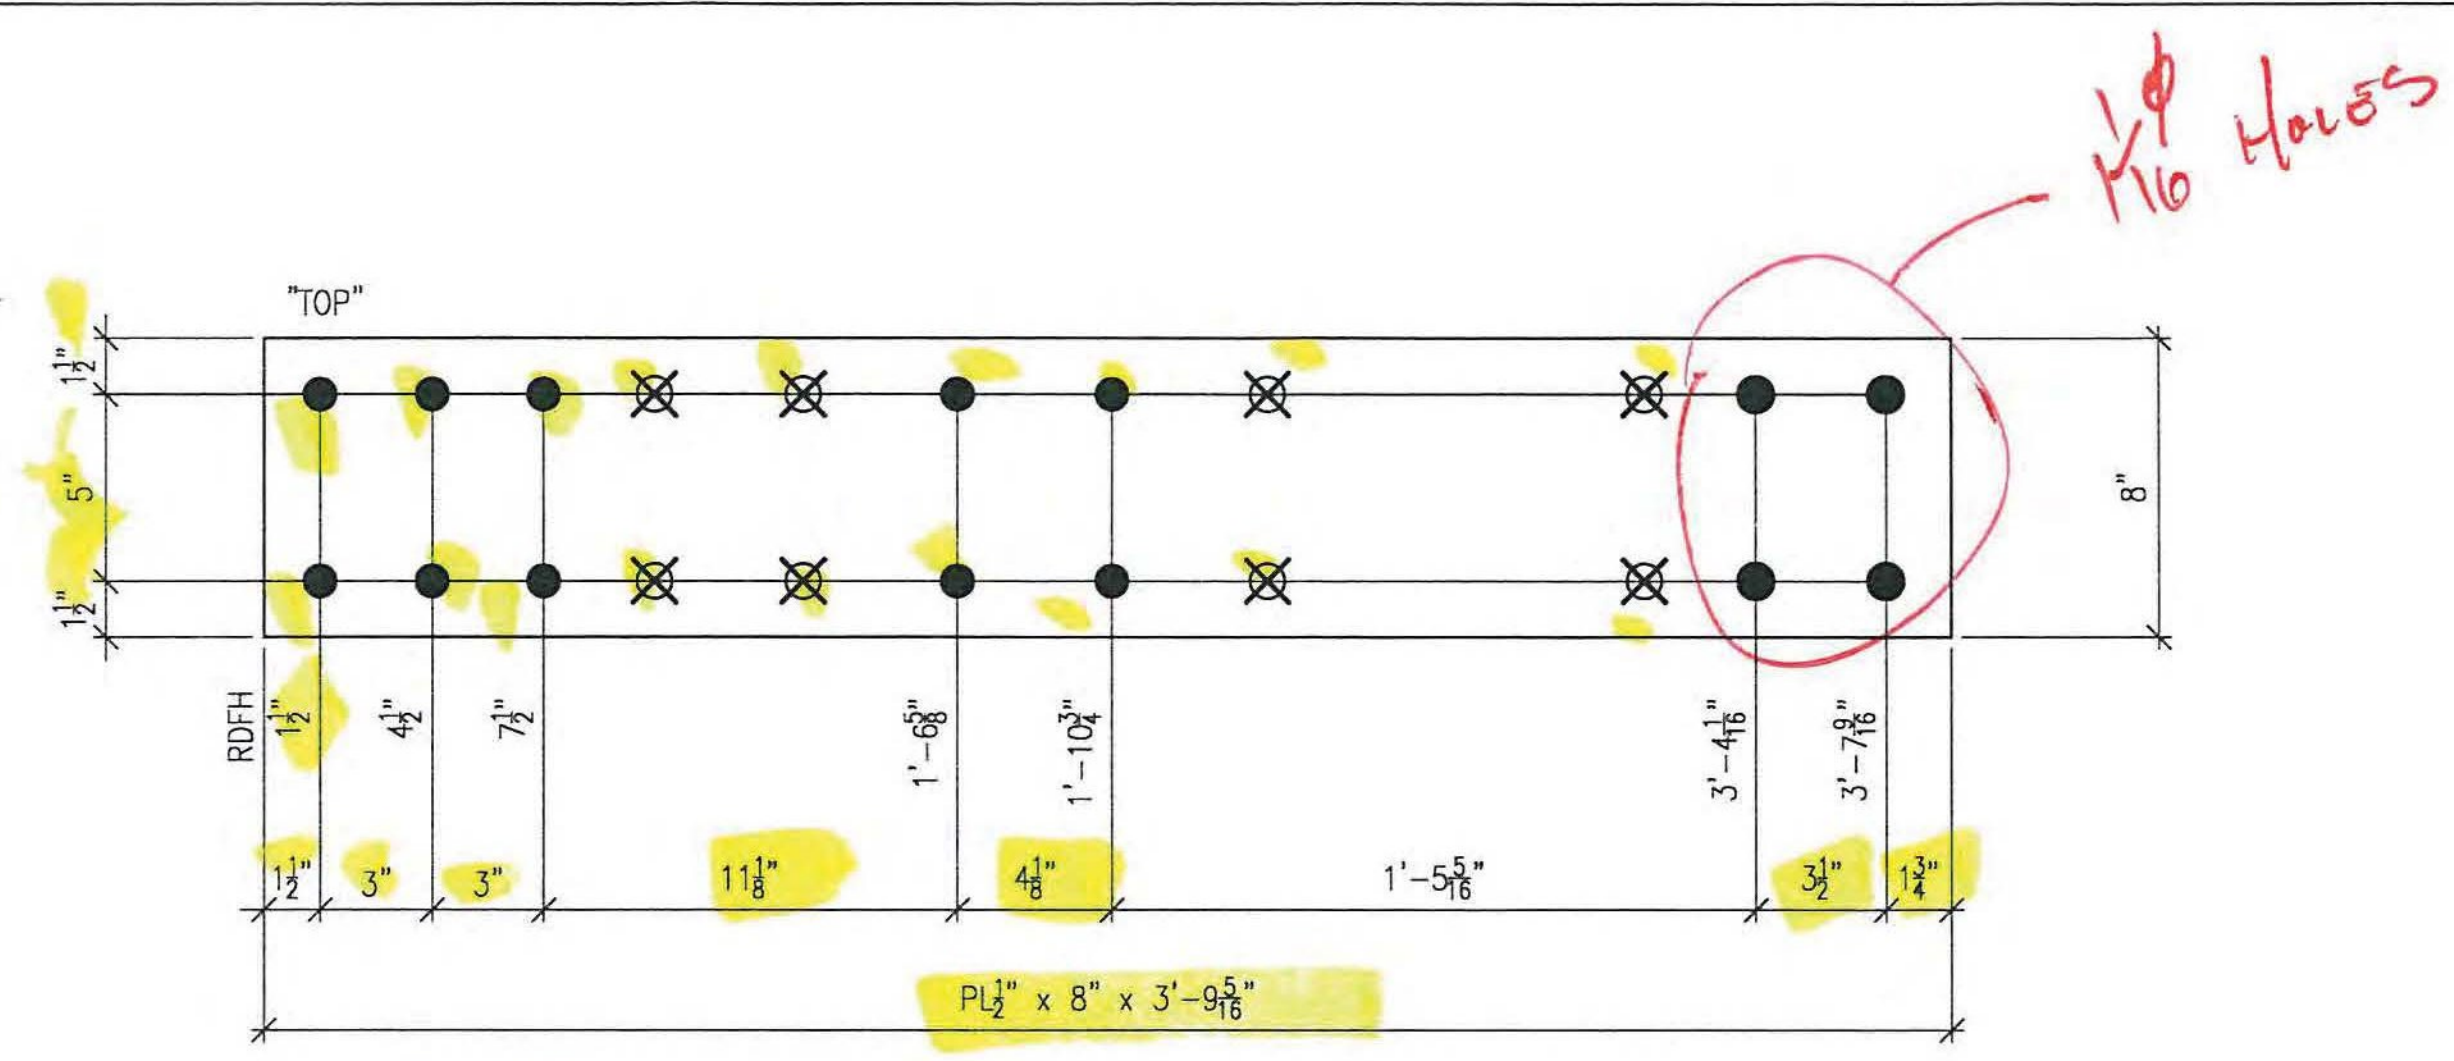 1 1/16 φ HOLES
"TOP"
1 1/2"
5"
1 1/2"
8"
RDFH
1 1/2"
4 1/2"
7 1/2"
1'-6 5/8"
1'-10 3/4"
3'-4 1/16"
3'-7 9/16"
1 1/2" 3" 3" 11 1/8" 4 1/8" 1'-5 5/16" 3 1/2" 1 3/4"
PL 1/2" x 8" x 3'-9 5/16"